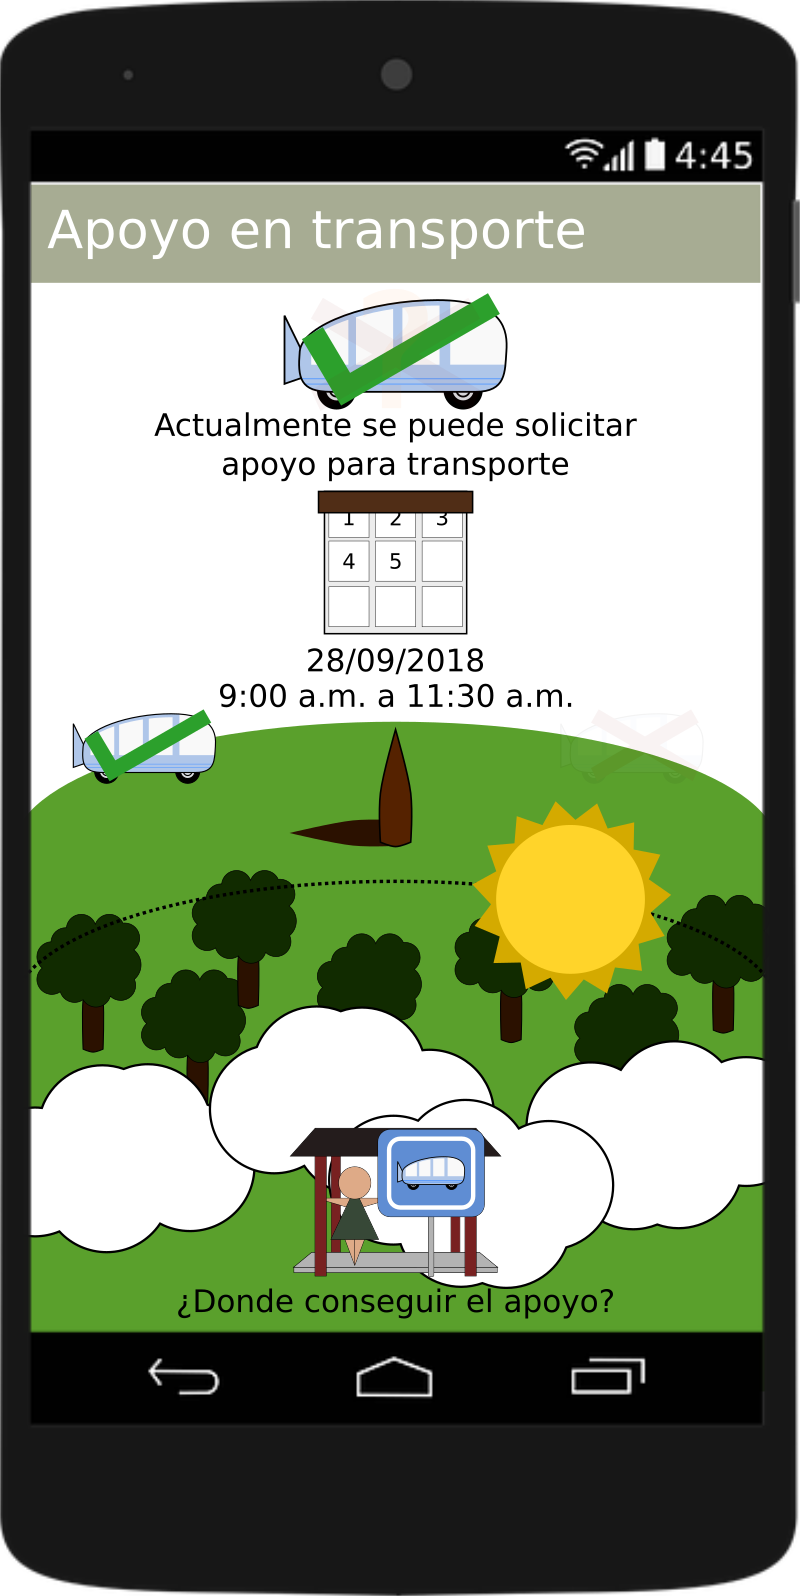 4:45
Apoyo en transporte
Actualmente se puede solicitar
apoyo para transporte
1 2 3
4 5
28/09/2018
9:00 a.m. a 11:30 a.m.
¿Donde conseguir el apoyo?